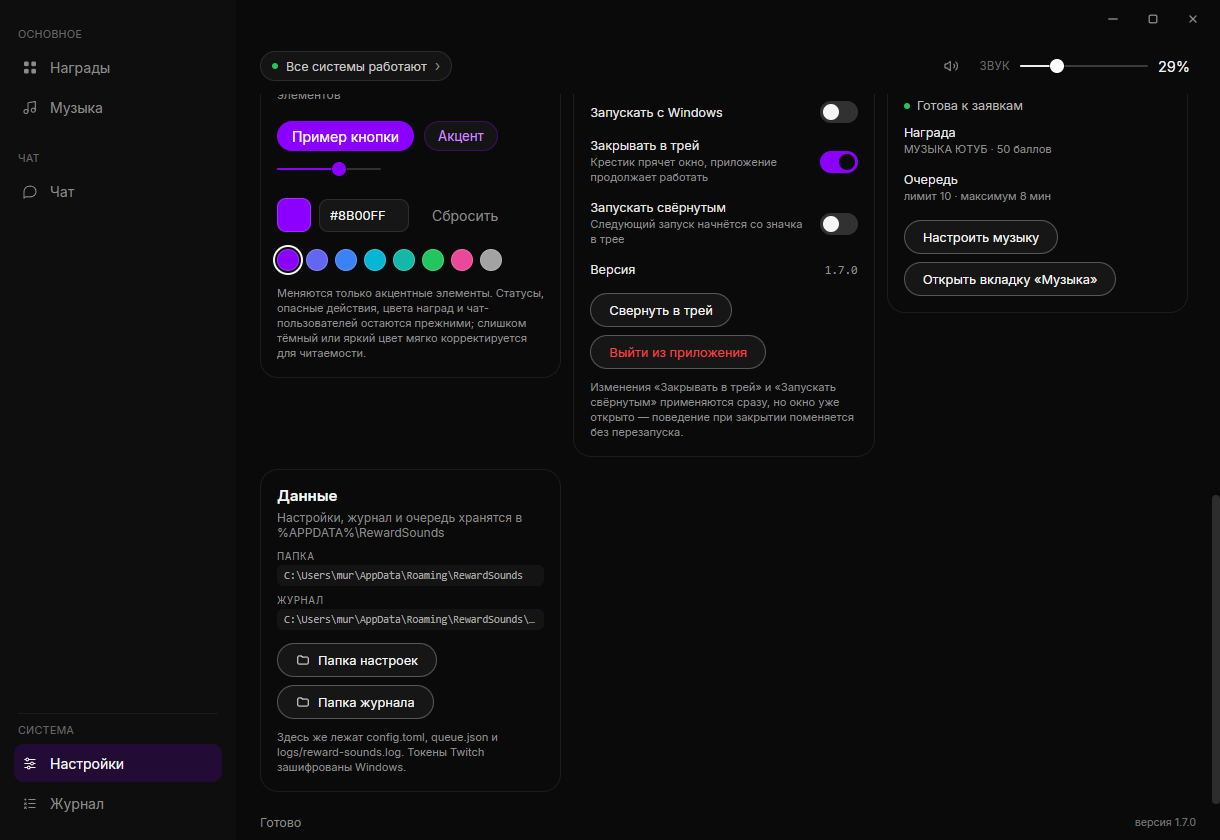 ОСНОВНОЕ
Награды
Музыка
ЧАТ
Чат
СИСТЕМА
Настройки
Журнал
Все системы работают ›
ЗВУК
29%
элементов
Пример кнопки
Акцент
#8B00FF
Сбросить
Меняются только акцентные элементы. Статусы,
опасные действия, цвета наград и чат-
пользователей остаются прежними; слишком
тёмный или яркий цвет мягко корректируется
для читаемости.
Запускать с Windows
Закрывать в трей
Крестик прячет окно, приложение
продолжает работать
Запускать свёрнутым
Следующий запуск начнётся со значка
в трее
Версия
1.7.0
Свернуть в трей
Выйти из приложения
Изменения «Закрывать в трей» и «Запускать
свёрнутым» применяются сразу, но окно уже
открыто — поведение при закрытии поменяется
без перезапуска.
Готова к заявкам
Награда
МУЗЫКА ЮТУБ · 50 баллов
Очередь
лимит 10 · максимум 8 мин
Настроить музыку
Открыть вкладку «Музыка»
Данные
Настройки, журнал и очередь хранятся в
%APPDATA%\RewardSounds
ПАПКА
C:\Users\mur\AppData\Roaming\RewardSounds
ЖУРНАЛ
C:\Users\mur\AppData\Roaming\RewardSounds\…
Папка настроек
Папка журнала
Здесь же лежат config.toml, queue.json и
logs/reward-sounds.log. Токены Twitch
зашифрованы Windows.
Готово
версия 1.7.0